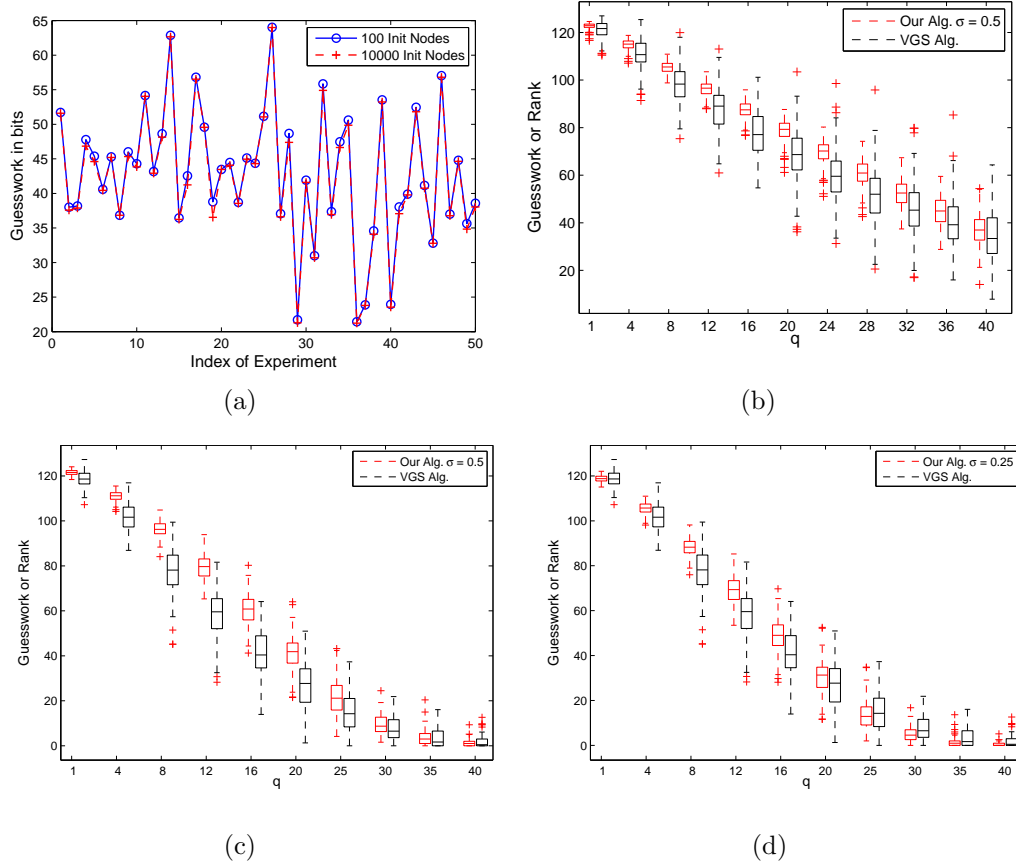 65
60
55
50
45
40
35
30
25
20
0
10
20
30
40
50
Guesswork in bits
Index of Experiment
100 Init Nodes
10000 Init Nodes
(a)
120
100
80
60
40
20
1 4 8 12 16 20 24 28 32 36 40
Guesswork or Rank
q
Our Alg. σ = 0.5
VGS Alg.
(b)
120
100
80
60
40
20
0
1 4 8 12 16 20 25 30 35 40
Guesswork or Rank
q
Our Alg. σ = 0.5
VGS Alg.
(c)
120
100
80
60
40
20
0
1 4 8 12 16 20 25 30 35 40
Guesswork or Rank
q
Our Alg. σ = 0.25
VGS Alg.
(d)